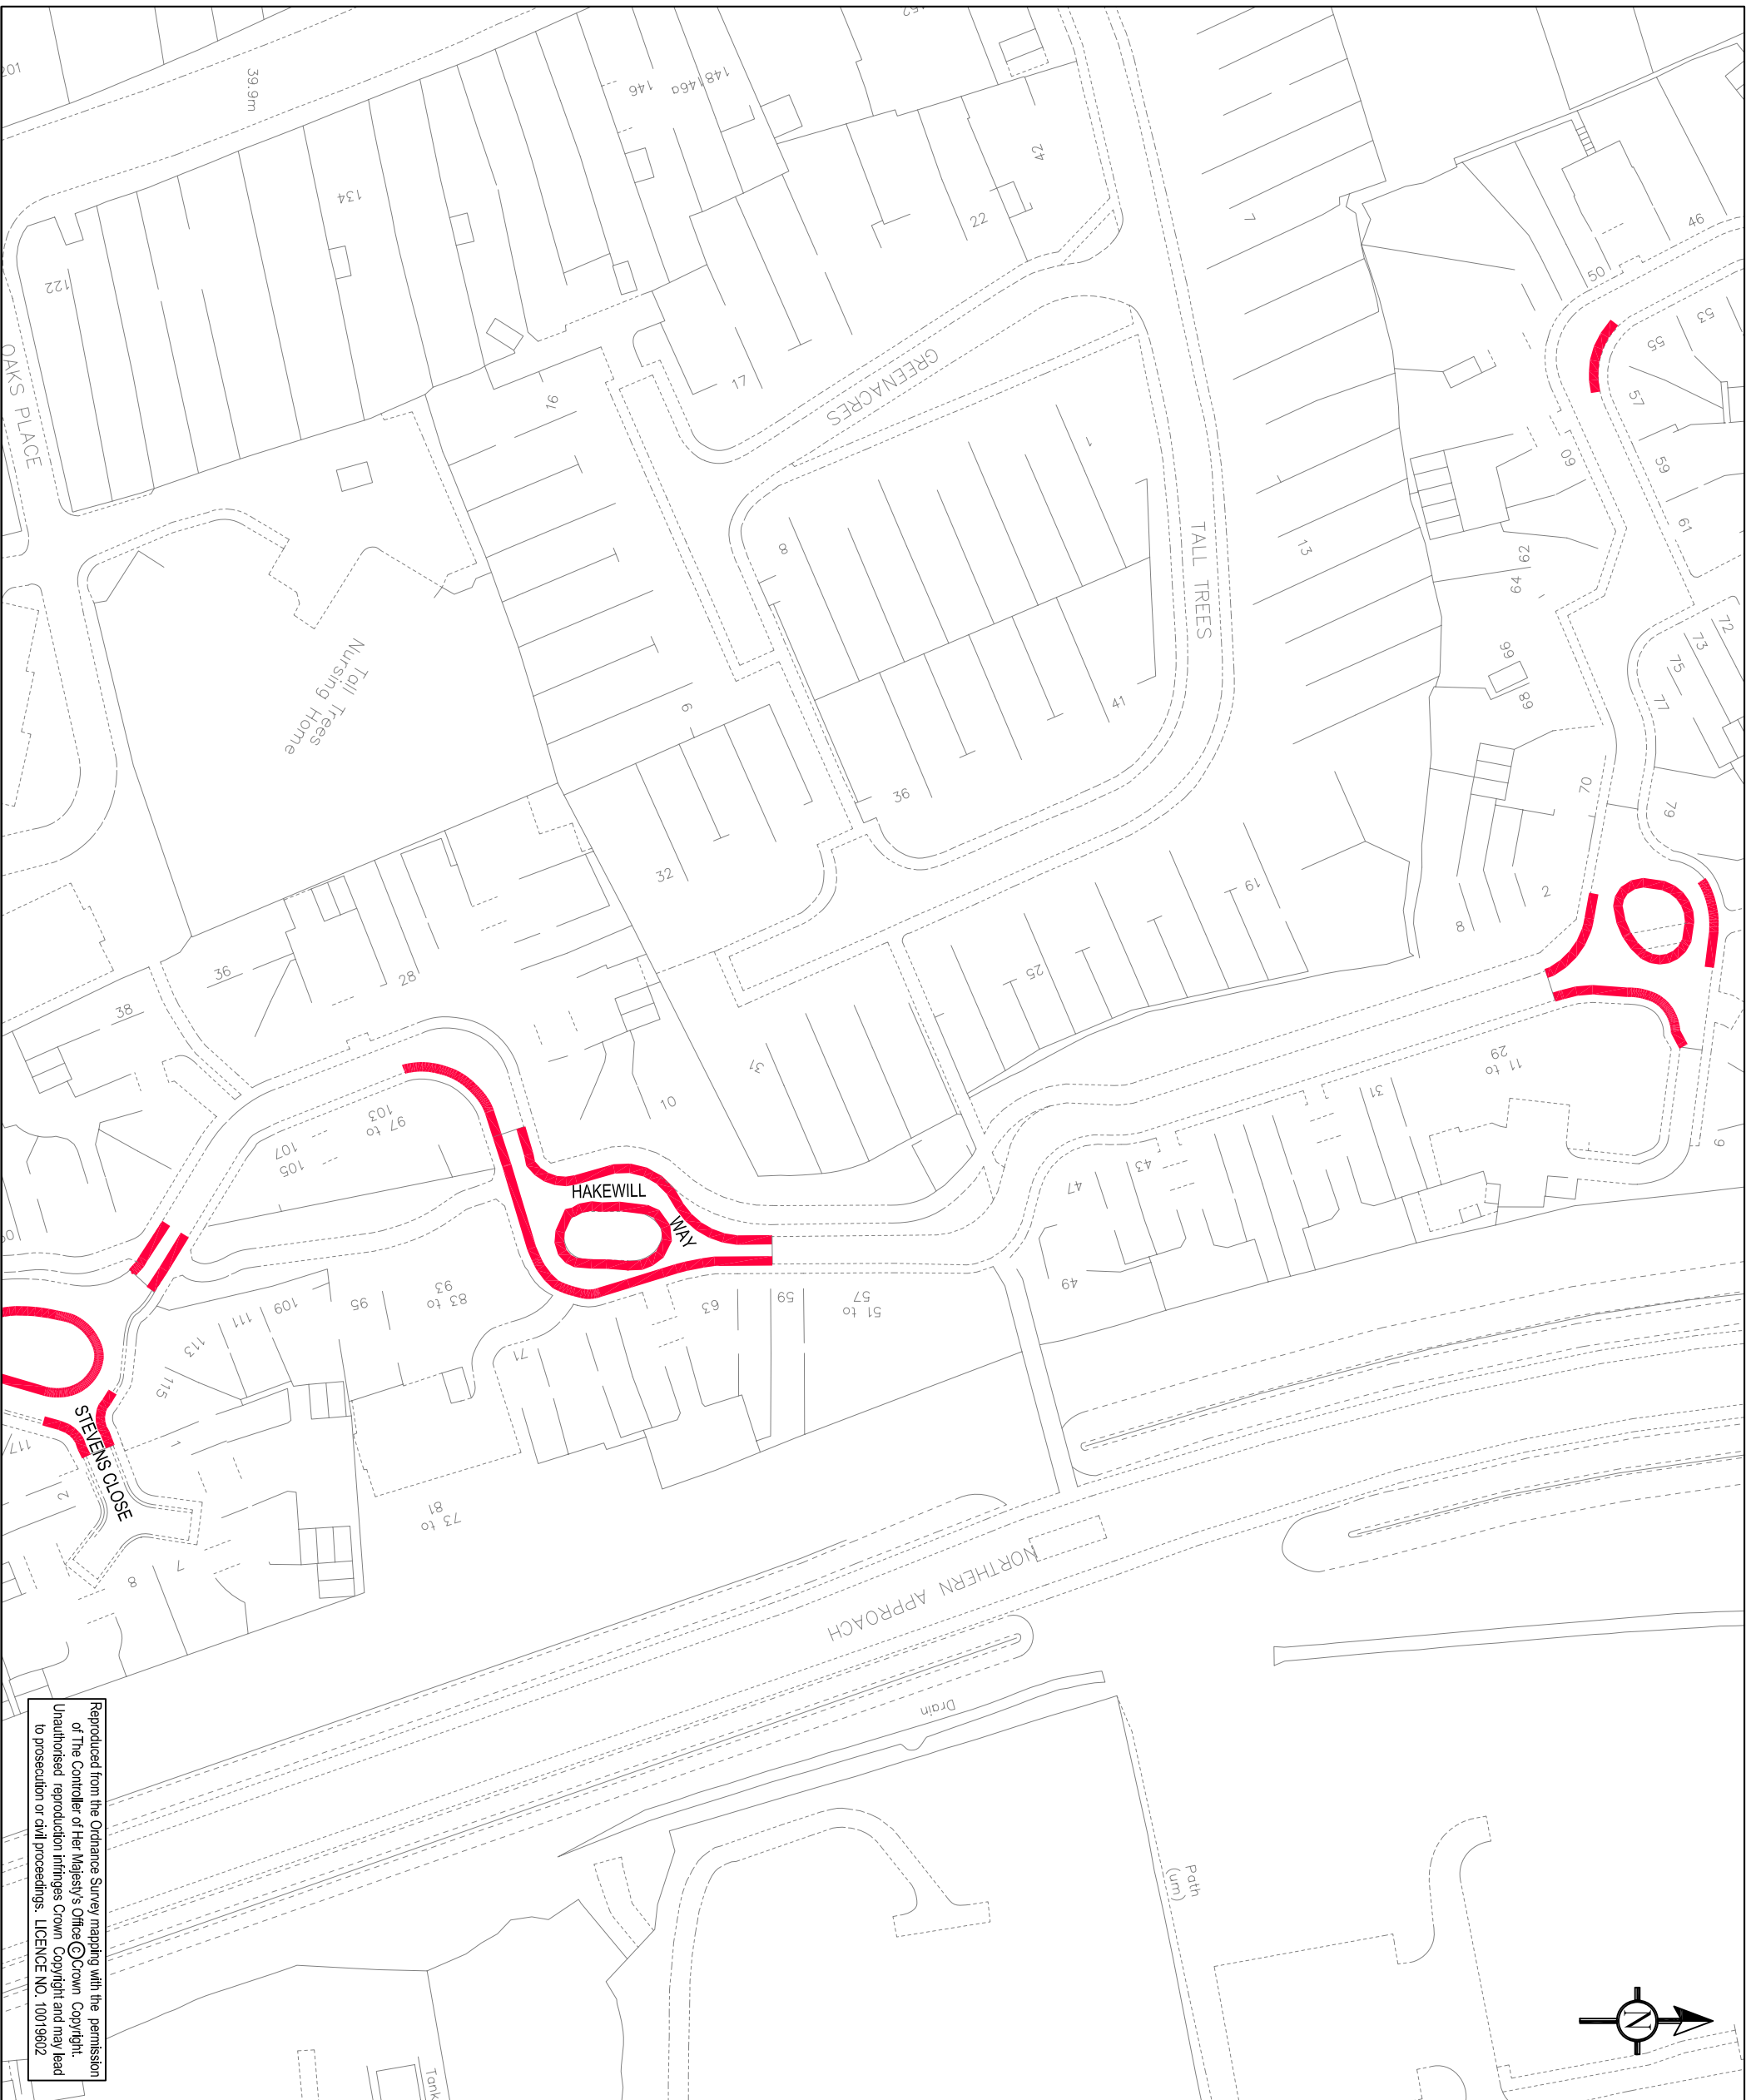 201
39.9m
152
148
146a
146
134
122
OAKS PLACE
42
22
17
16
GREENACRES
7
1
8
13
TALL TREES
46
50
53
55
57
59
60
61
62
64
66
68
70
72
73
75
77
79
Tall Trees
Nursing Home
6
41
36
32
19
25
31
2
8
36
38
28
10
97 to
103
105
107
HAKEWILL
WAY
11 to
29
31
43
47
49
9
51 to
57
59
63
71
83 to
93
95
109
111
113
115
117
1
2
7
8
STEVENS CLOSE
73 to
81
NORTHERN APPROACH
Drain
Path
(um)
Tank
N
Reproduced from the Ordnance Survey mapping with the permission
of The Controller of Her Majesty's Office © Crown Copyright.
Unauthorised reproduction infringes Crown Copyright and may lead
to prosecution or civil proceedings. LICENCE NO. 10019602